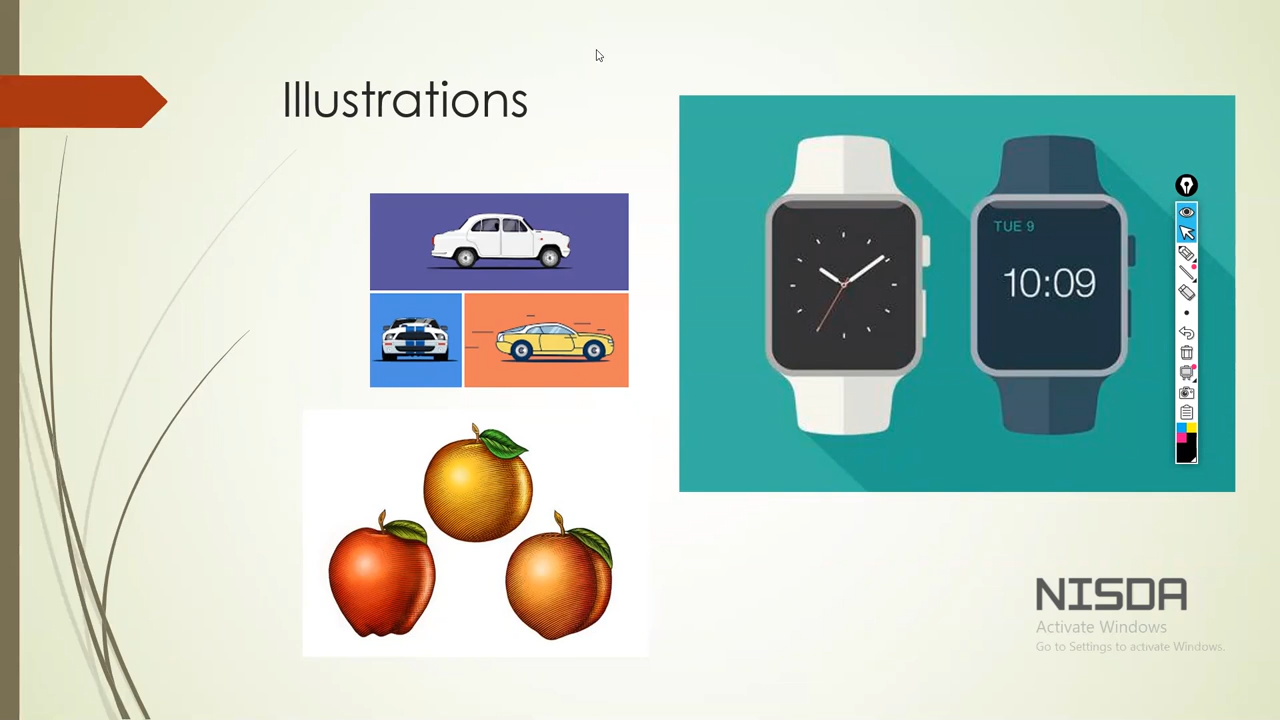 Illustrations
TUE 9
10:09
NISDA
Activate Windows
Go to Settings to activate Windows.